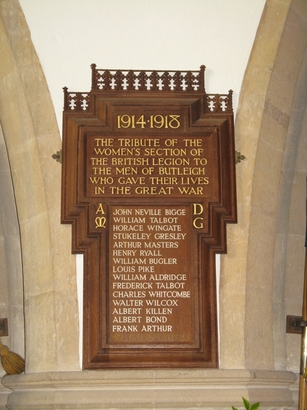 1914·1918
THE TRIBUTE OF THE
WOMEN'S SECTION OF
THE BRITISH LEGION TO
THE MEN OF BUTLEIGH
WHO GAVE THEIR LIVES
IN THE GREAT WAR
A D
M G
JOHN NEVILLE BIGGE
WILLIAM TALBOT
HORACE WINGATE
STUKELEY GRESLEY
ARTHUR MASTERS
HENRY RYALL
WILLIAM BUGLER
LOUIS PIKE
WILLIAM ALDRIDGE
FREDERICK TALBOT
CHARLES WHITCOMBE
WALTER WILCOX
ALBERT KILLEN
ALBERT BOND
FRANK ARTHUR